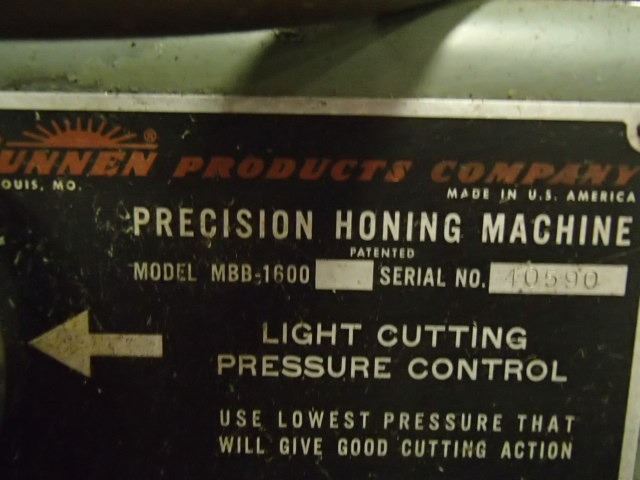 UNNEN PRODUCTS COMPANY
OUIS, MO.
MADE IN U.S. AMERICA
PRECISION HONING MACHINE
PATENTED
MODEL MBB-1600 SERIAL NO. 40590
LIGHT CUTTING
PRESSURE CONTROL
USE LOWEST PRESSURE THAT
WILL GIVE GOOD CUTTING ACTION